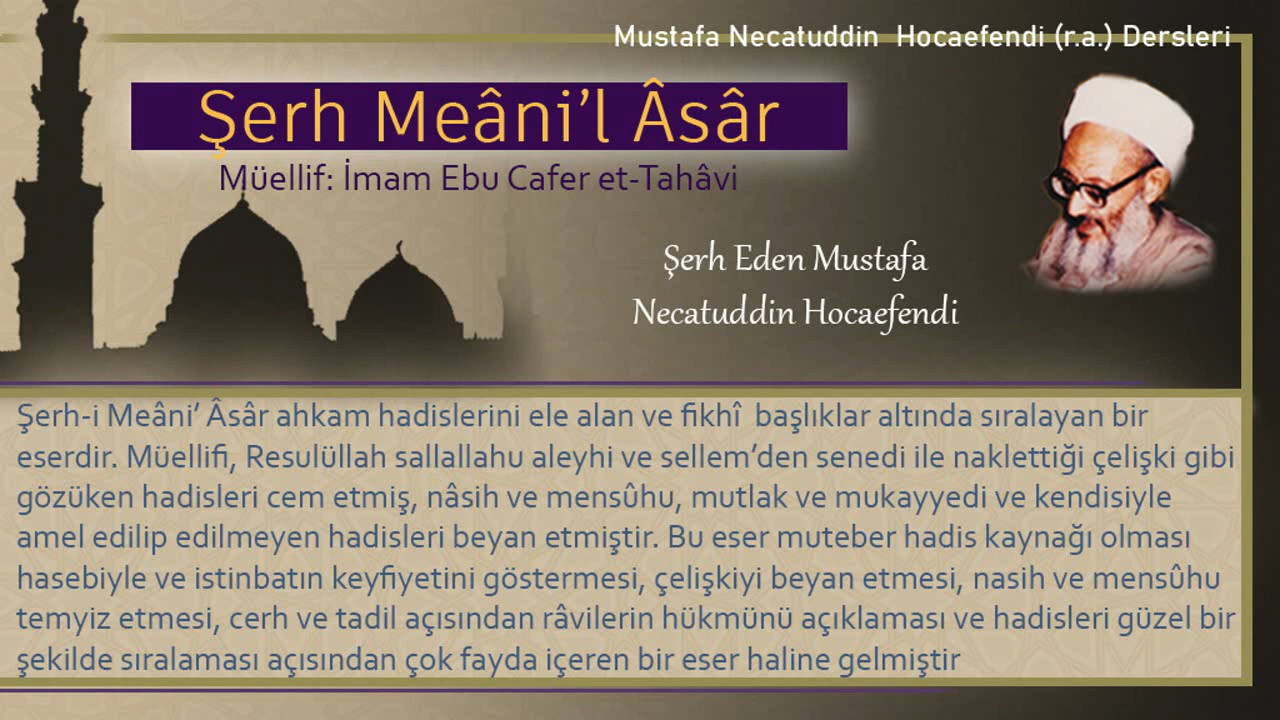 Mustafa Necatuddin Hocaefendi (r.a.) Dersleri
Şerh Meâni’l Âsâr
Müellif: İmam Ebu Cafer et-Tahâvi
Şerh Eden Mustafa
Necatuddin Hocaefendi
Şerh-i Meâni’ Âsâr ahkam hadislerini ele alan ve fikhî başlıklar altında sıralayan bir
eserdir. Müellifi, Resulüllah sallallahu aleyhi ve sellem’den senedi ile naklettiği çelişki gibi
gözüken hadisleri cem etmiş, nâsih ve mensûhu, mutlak ve mukayyedi ve kendisiyle
amel edilip edilmeyen hadisleri beyan etmiştir. Bu eser muteber hadis kaynağı olması
hasebiyle ve istinbatın keyfiyetini göstermesi, çelişkiyi beyan etmesi, nasih ve mensûhu
temyiz etmesi, cerh ve tadil açısından râvilerin hükmünü açıklaması ve hadisleri güzel bir
şekilde sıralaması açısından çok fayda içeren bir eser haline gelmiştir